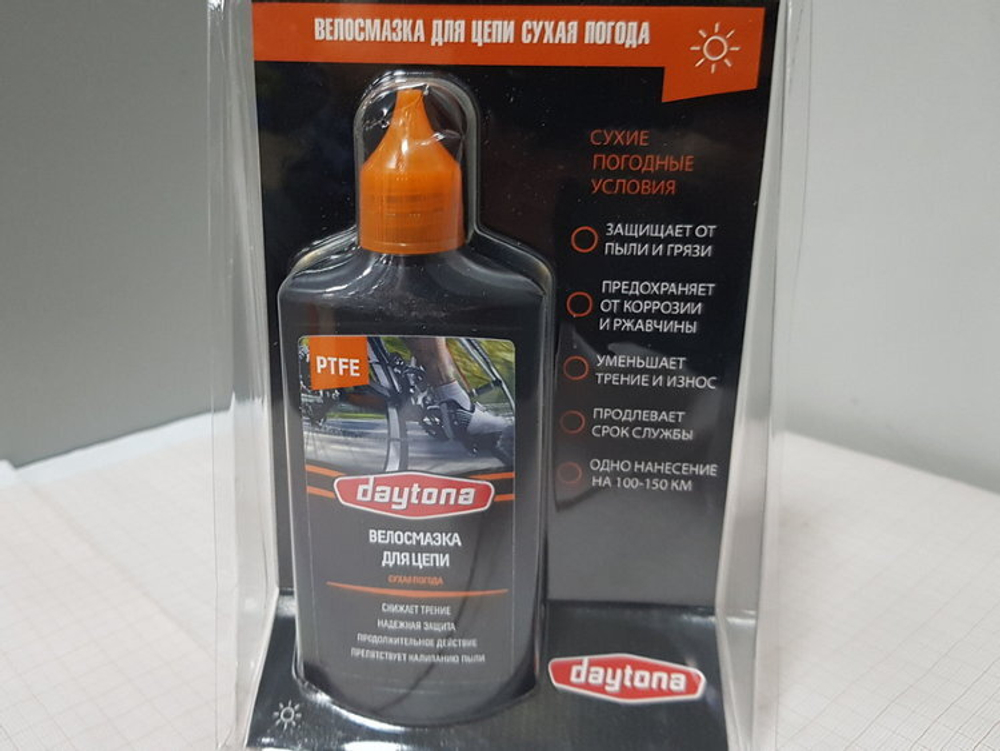 ВЕЛОСМАЗКА ДЛЯ ЦЕПИ СУХАЯ ПОГОДА
СУХИЕ
ПОГОДНЫЕ
УСЛОВИЯ
ЗАЩИЩАЕТ ОТ
ПЫЛИ И ГРЯЗИ
ПРЕДОХРАНЯЕТ
ОТ КОРРОЗИИ
И РЖАВЧИНЫ
УМЕНЬШАЕТ
ТРЕНИЕ И ИЗНОС
ПРОДЛЕВАЕТ
СРОК СЛУЖБЫ
ОДНО НАНЕСЕНИЕ
НА 100-150 КМ
PTFE
daytona
ВЕЛОСМАЗКА
ДЛЯ ЦЕПИ
СУХАЯ ПОГОДА
СНИЖАЕТ ТРЕНИЕ
НАДЕЖНАЯ ЗАЩИТА
ПРОДОЛЖИТЕЛЬНОЕ ДЕЙСТВИЕ
ПРЕПЯТСТВУЕТ НАЛИПАНИЮ ПЫЛИ
daytona